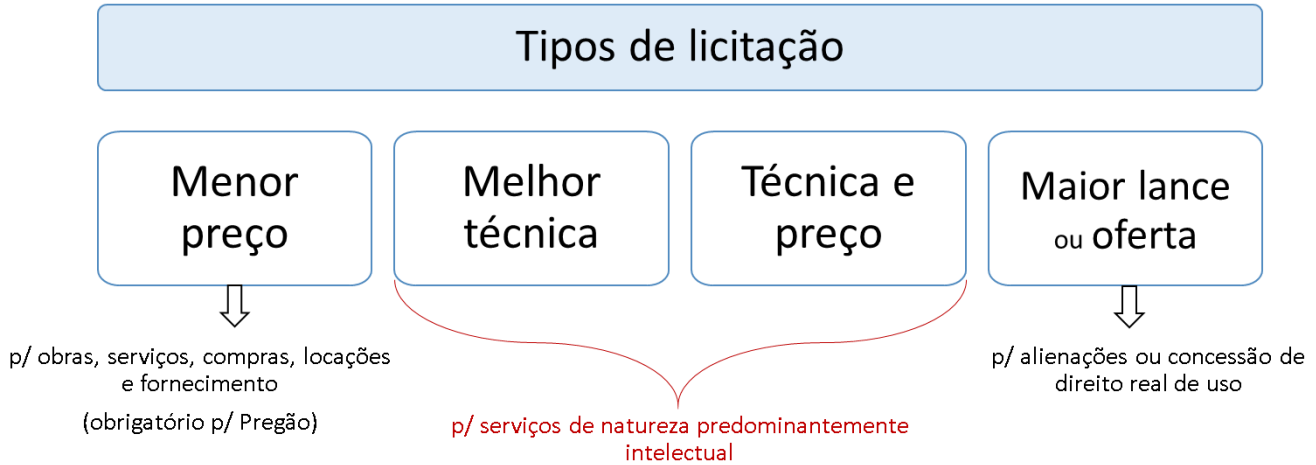 Tipos de licitação
Menor
preço
Melhor
técnica
Técnica e
preço
Maior lance
ou oferta
p/ obras, serviços, compras, locações
e fornecimento
(obrigatório p/ Pregão)
p/ serviços de natureza predominantemente
intelectual
p/ alienações ou concessão de
direito real de uso